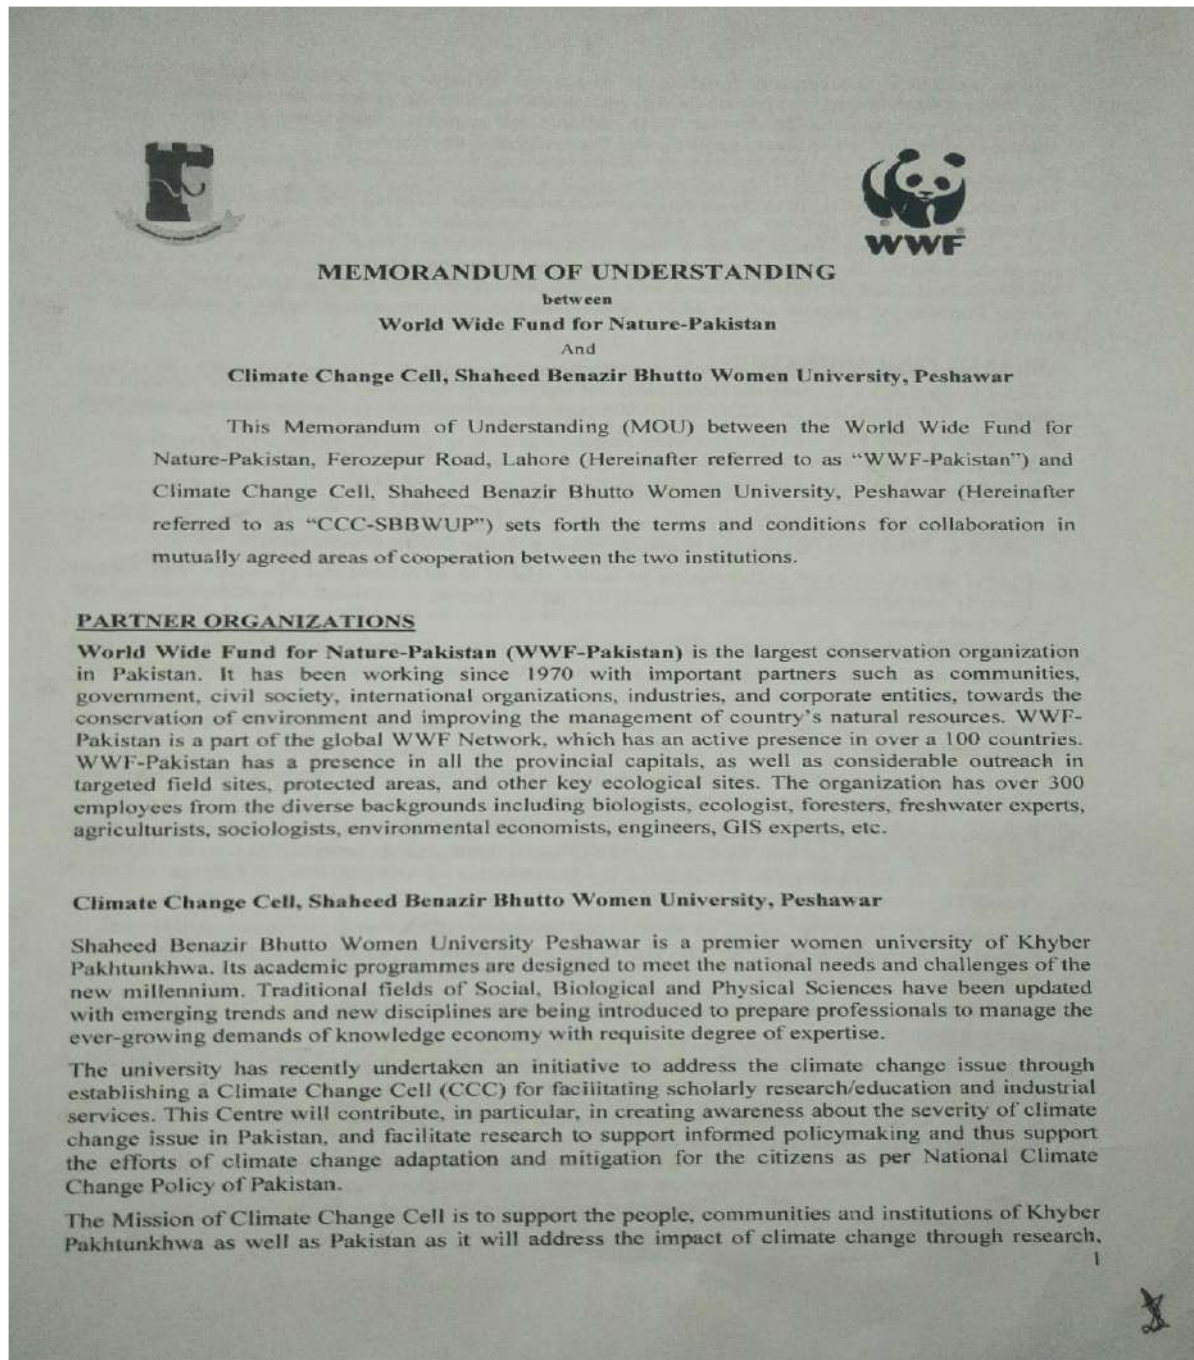 WWF
MEMORANDUM OF UNDERSTANDING
between
World Wide Fund for Nature-Pakistan
And
Climate Change Cell, Shaheed Benazir Bhutto Women University, Peshawar
This Memorandum of Understanding (MOU) between the World Wide Fund for
Nature-Pakistan, Ferozepur Road, Lahore (Hereinafter referred to as “WWF-Pakistan”) and
Climate Change Cell, Shaheed Benazir Bhutto Women University, Peshawar (Hereinafter
referred to as “CCC-SBBWUP”) sets forth the terms and conditions for collaboration in
mutually agreed areas of cooperation between the two institutions.
PARTNER ORGANIZATIONS
World Wide Fund for Nature-Pakistan (WWF-Pakistan) is the largest conservation organization
in Pakistan. It has been working since 1970 with important partners such as communities,
government, civil society, international organizations, industries, and corporate entities, towards the
conservation of environment and improving the management of country’s natural resources. WWF-
Pakistan is a part of the global WWF Network, which has an active presence in over a 100 countries.
WWF-Pakistan has a presence in all the provincial capitals, as well as considerable outreach in
targeted field sites, protected areas, and other key ecological sites. The organization has over 300
employees from the diverse backgrounds including biologists, ecologist, foresters, freshwater experts,
agriculturists, sociologists, environmental economists, engineers, GIS experts, etc.
Climate Change Cell, Shaheed Benazir Bhutto Women University, Peshawar
Shaheed Benazir Bhutto Women University Peshawar is a premier women university of Khyber
Pakhtunkhwa. Its academic programmes are designed to meet the national needs and challenges of the
new millennium. Traditional fields of Social, Biological and Physical Sciences have been updated
with emerging trends and new disciplines are being introduced to prepare professionals to manage the
ever-growing demands of knowledge economy with requisite degree of expertise.
The university has recently undertaken an initiative to address the climate change issue through
establishing a Climate Change Cell (CCC) for facilitating scholarly research/education and industrial
services. This Centre will contribute, in particular, in creating awareness about the severity of climate
change issue in Pakistan, and facilitate research to support informed policymaking and thus support
the efforts of climate change adaptation and mitigation for the citizens as per National Climate
Change Policy of Pakistan.
The Mission of Climate Change Cell is to support the people, communities and institutions of Khyber
Pakhtunkhwa as well as Pakistan as it will address the impact of climate change through research,
1